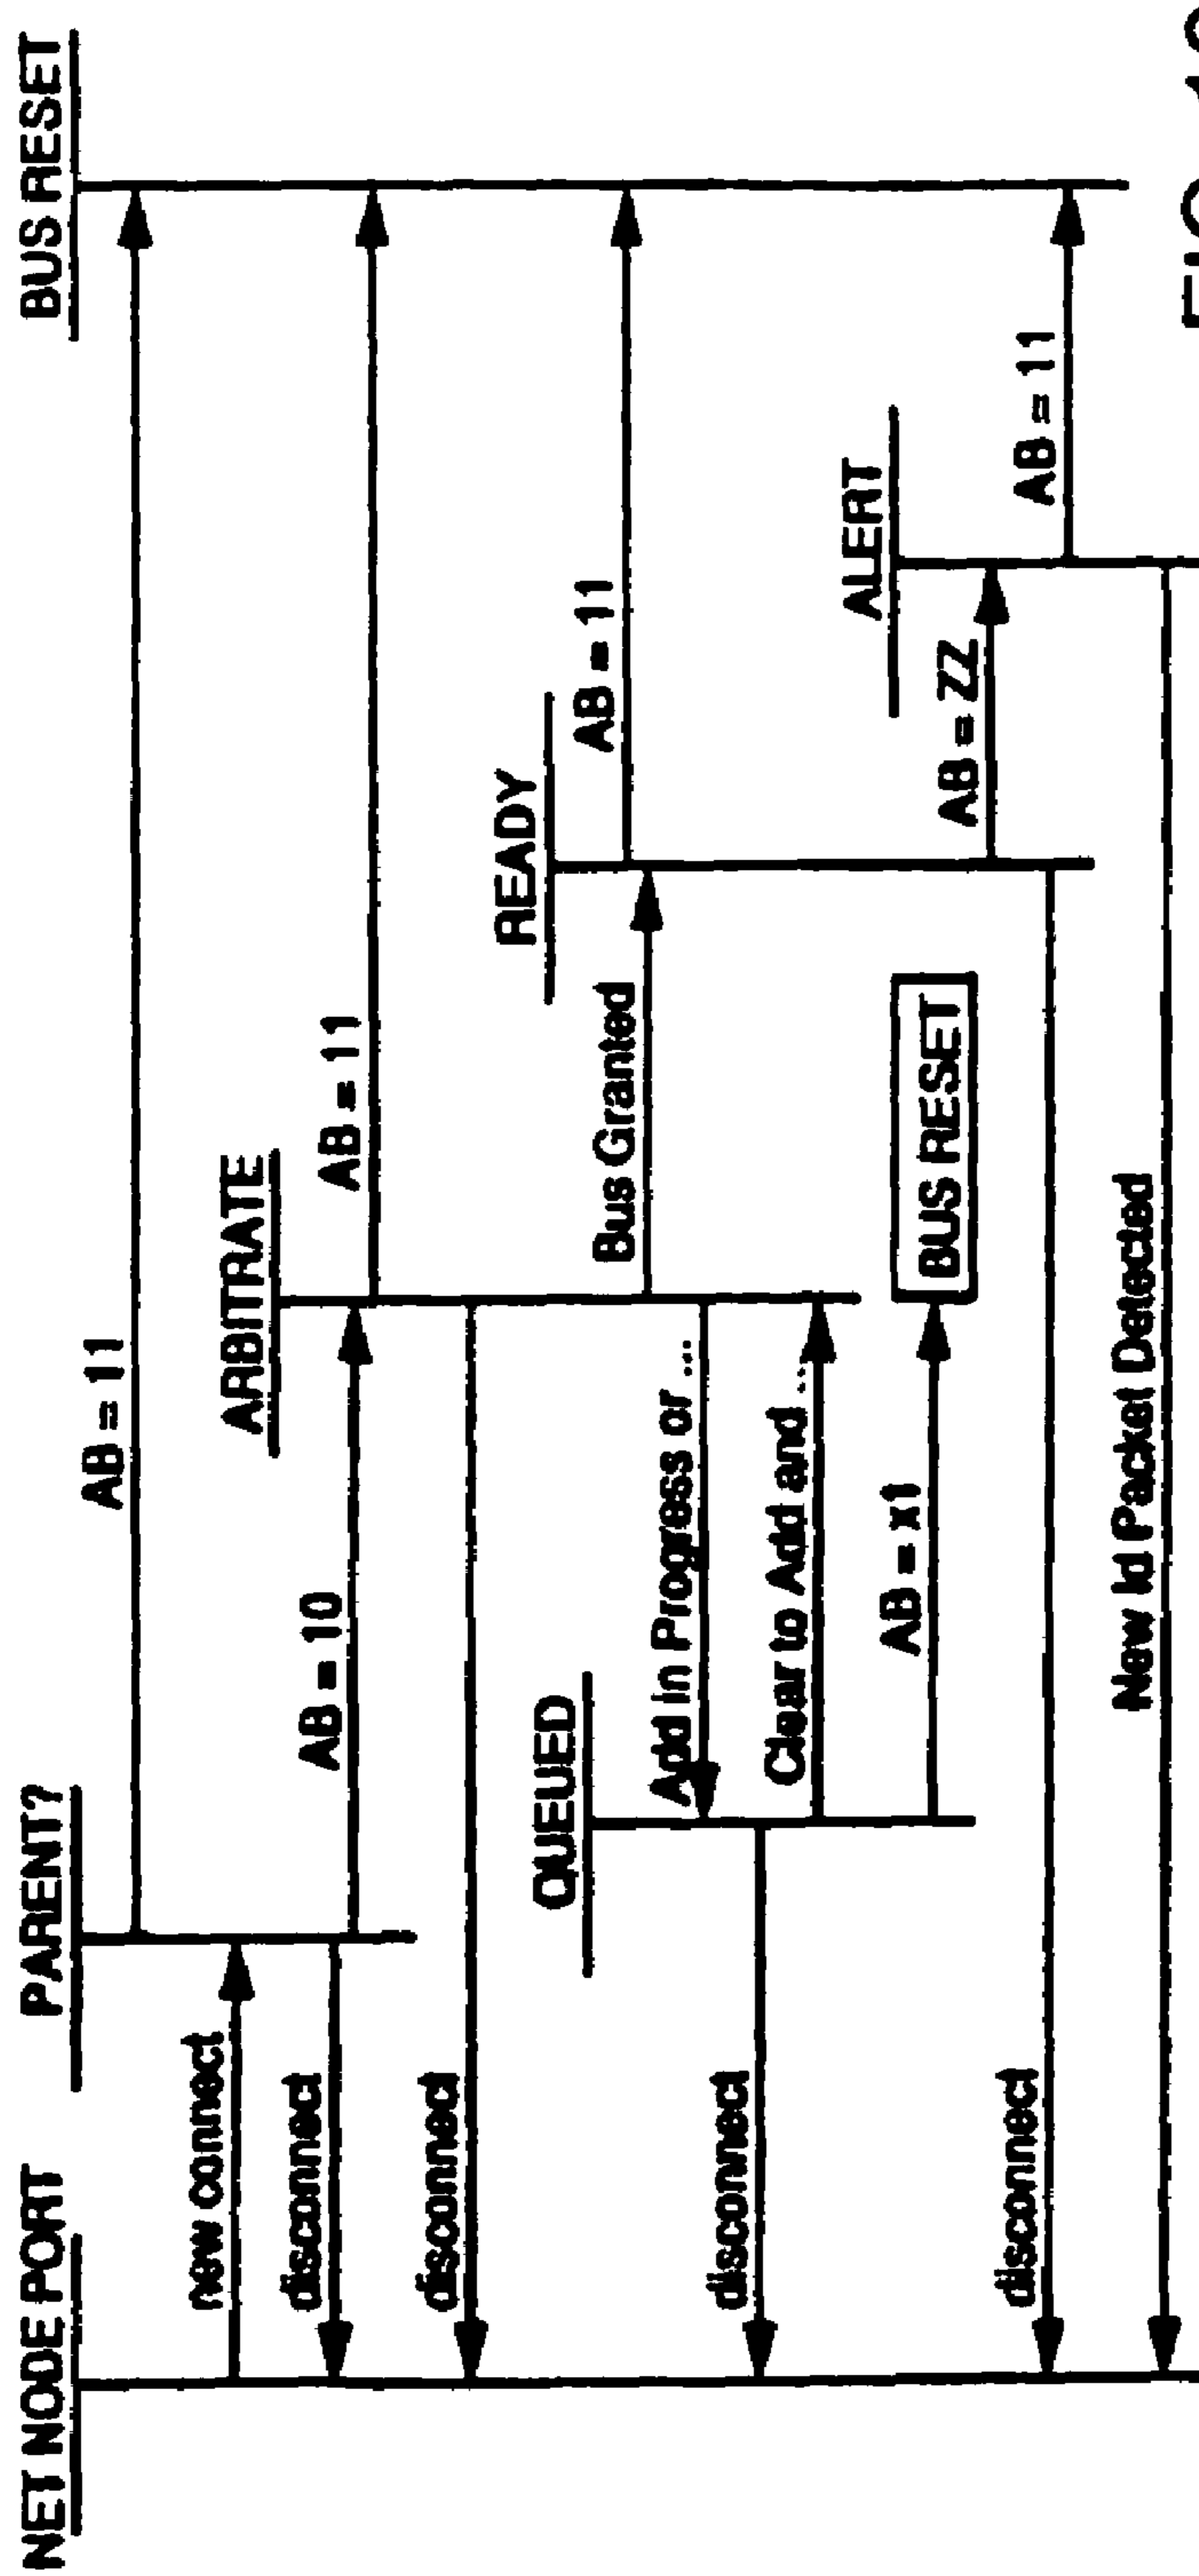 NET NODE PORT
PARENT?
BUS RESET
AB = 11
new connect
ARBITRATE
disconnect
AB = 10
AB = 11
disconnect
READY
QUEUED
AB = 11
Bus Granted
Add in Progress or ...
disconnect
Clear to Add and ...
ALERT
AB = x1
BUS RESET
AB = ZZ
disconnect
AB = 11
New Id Packet Detected